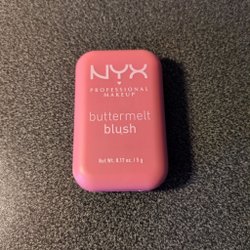 NYX
PROFESSIONAL
MAKEUP
buttermelt
blush
Net Wt. 0.17 oz. / 5 g